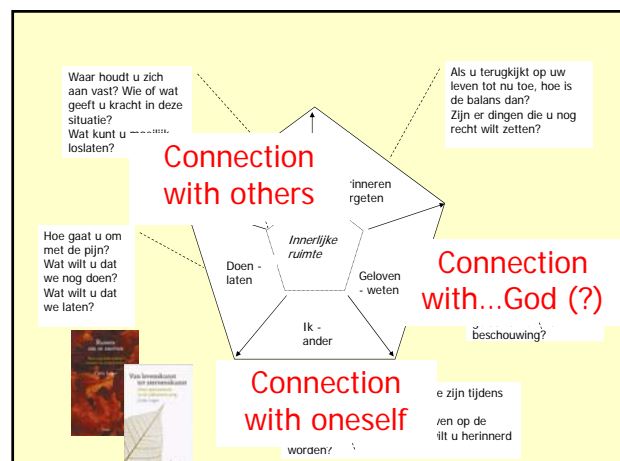 Waar houdt u zich
aan vast? Wie of wat
geeft u kracht in deze
situatie?
Wat kunt u moeilijk
loslaten?
Als u terugkijkt op uw
leven tot nu toe, hoe is
de balans dan?
Zijn er dingen die u nog
recht wilt zetten?
Connection
with others
rinneren
rgeten
Hoe gaat u om
met de pijn?
Wat wilt u dat
we nog doen?
Wat wilt u dat
we laten?
Doen -
laten
Innerlijke
ruimte
Geloven
- weten
Connection
with...God (?)
beschouwing?
Ik -
ander
Connection
with oneself
e zijn tijdens
ven op de
ilt u herinnerd
worden?
Van levenskunst
tot stervenskunst